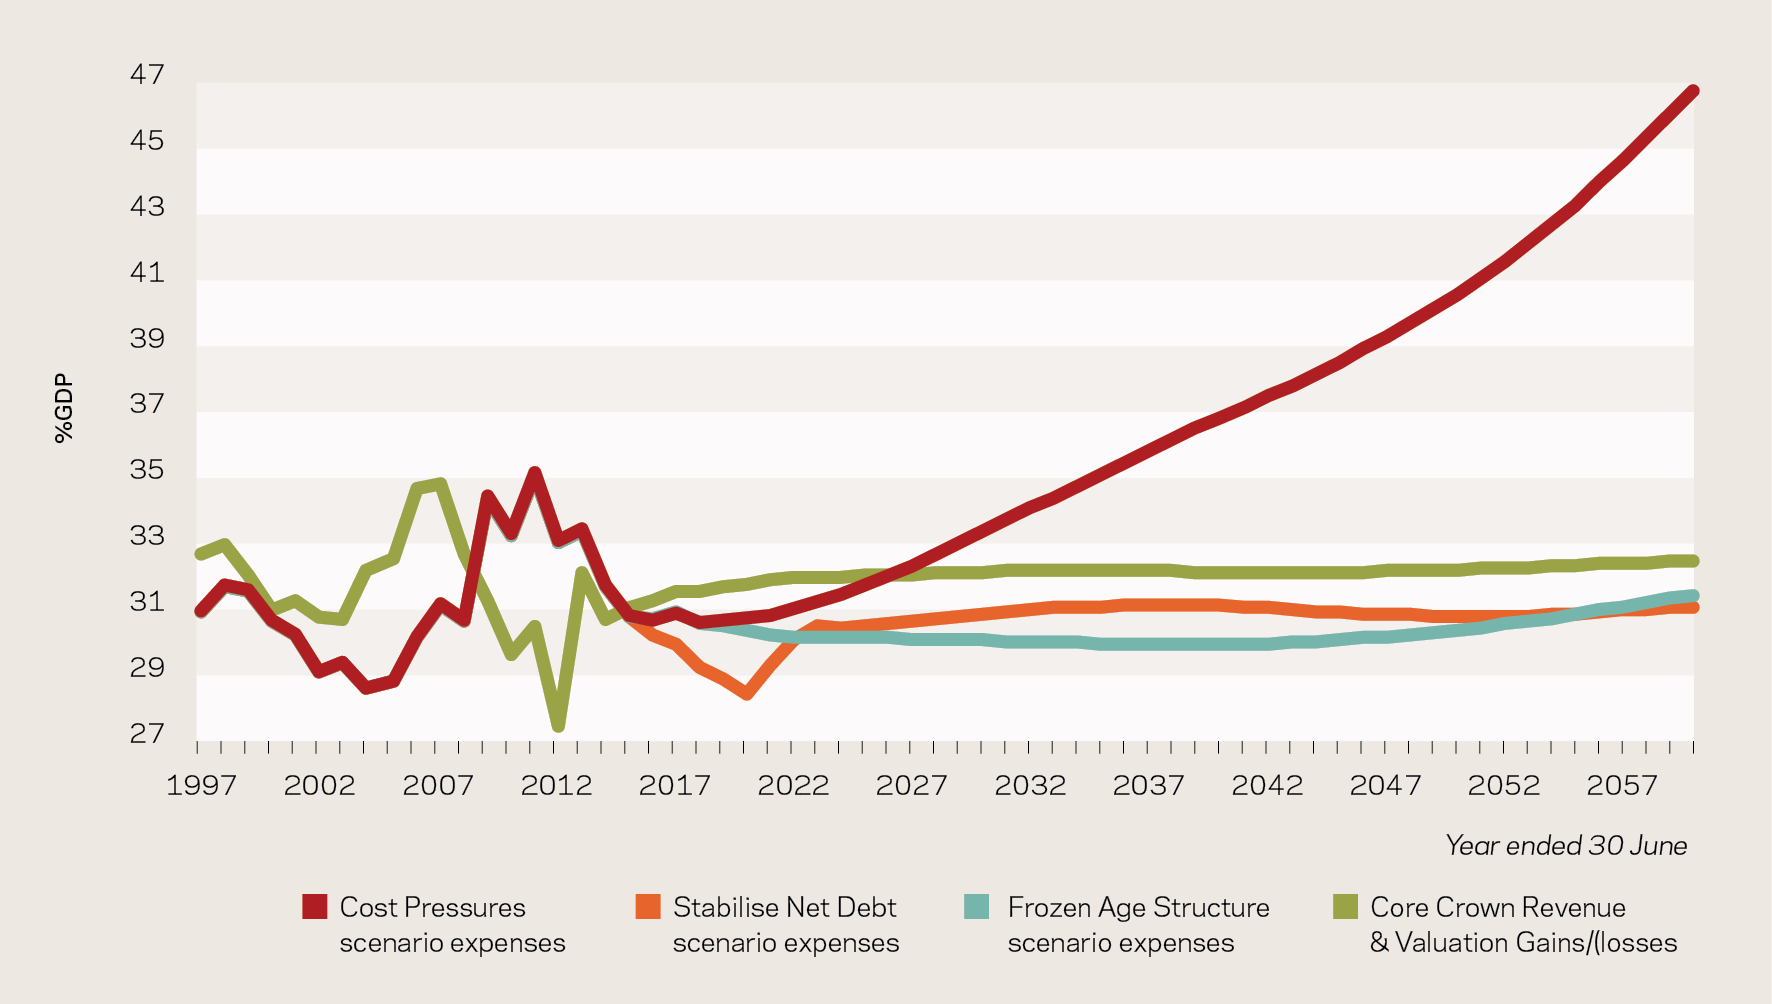 47
45
43
41
39
37
35
33
31
29
27
%GDP
1997 2002 2007 2012 2017 2022 2027 2032 2037 2042 2047 2052 2057
Year ended 30 June
Cost Pressures
scenario expenses
Stabilise Net Debt
scenario expenses
Frozen Age Structure
scenario expenses
Core Crown Revenue
& Valuation Gains/(losses